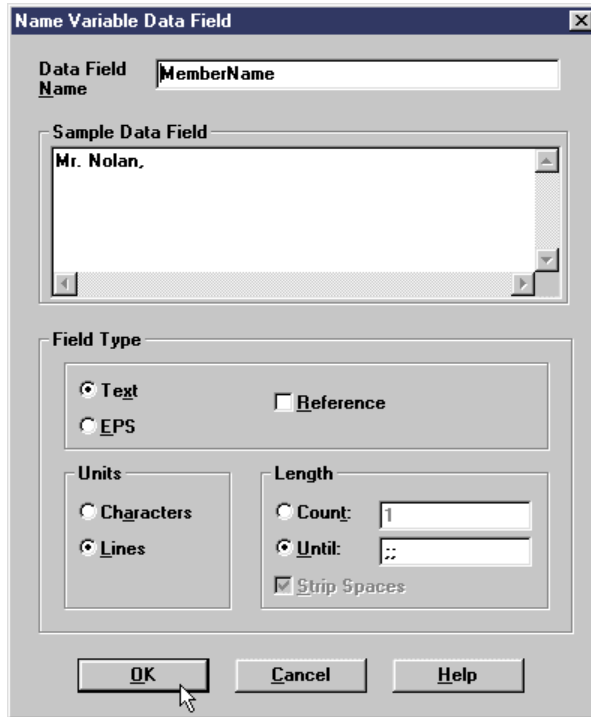 Name Variable Data Field
Data Field Name MemberName
Sample Data Field
Mr. Nolan,
Field Type
Text
Reference
EPS
Units
Length
Characters
Count: 1
Lines
Until: ;;
Strip Spaces
OK Cancel Help